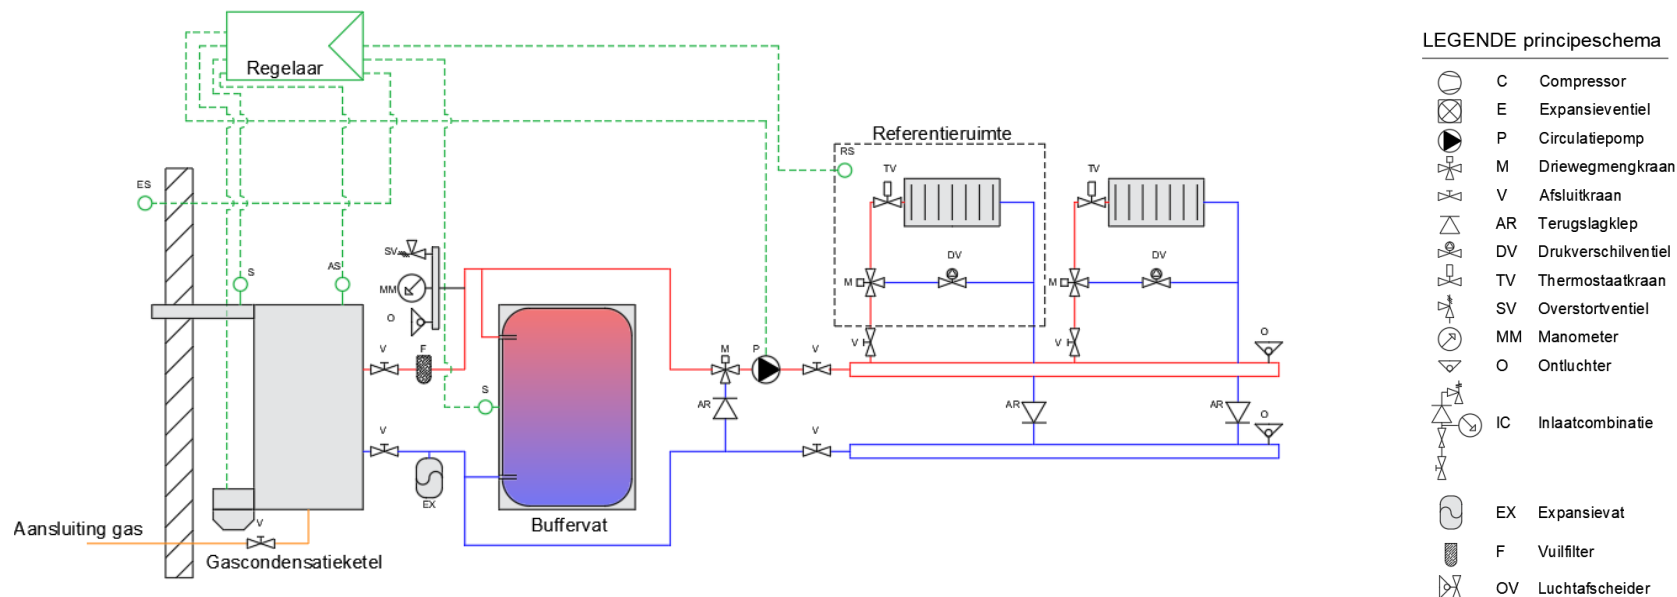 Regelaar
Referentieruimte
RS
TV
TV
ES
SV
DV
DV
S
AS
M
M
MM
O
V
V
O
V
F
M
P
V
S
AR
AR
AR
O
V
V
EX
Buffervat
V
Aansluiting gas
Gascondensatieketel
LEGENDE principeschema
C Compressor
E Expansieventiel
P Circulatiepomp
M Driewegmengkraan
V Afsluitkraan
AR Terugslagklep
DV Drukverschilventiel
TV Thermostaatkraan
SV Overstortventiel
MM Manometer
O Ontluchter
IC Inlaatcombinatie
EX Expansievat
F Vuilfilter
OV Luchtafscheider